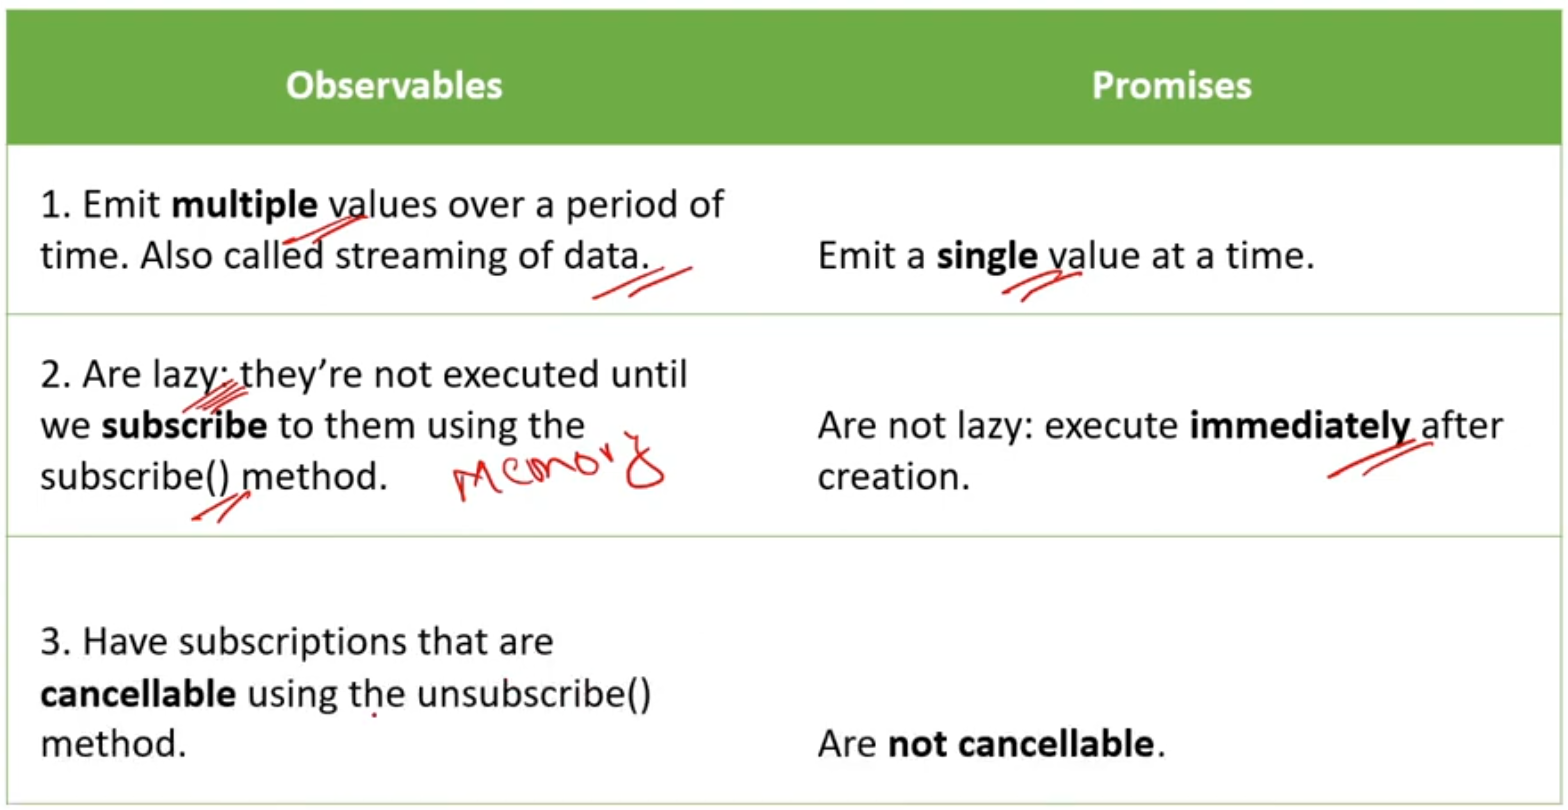 Observables
Promises
1. Emit multiple values over a period of
time. Also called streaming of data.
Emit a single value at a time.
2. Are lazy: they’re not executed until
we subscribe to them using the
subscribe() method.
Memory
Are not lazy: execute immediately after
creation.
3. Have subscriptions that are
cancellable using the unsubscribe()
method.
Are not cancellable.